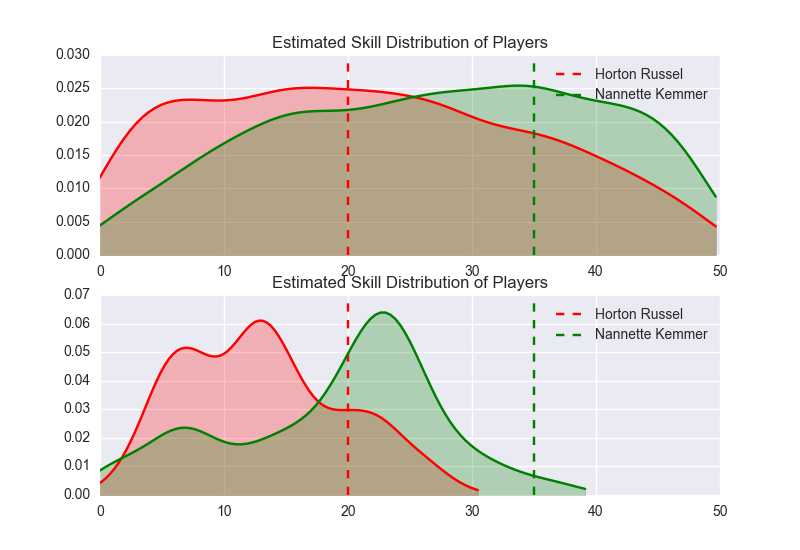 Estimated Skill Distribution of Players
0.030
0.025
0.020
0.015
0.010
0.005
0.000
Horton Russel
Nannette Kemmer
0 10 20 30 40 50
Estimated Skill Distribution of Players
0.07
0.06
0.05
0.04
0.03
0.02
0.01
0.00
Horton Russel
Nannette Kemmer
0 10 20 30 40 50